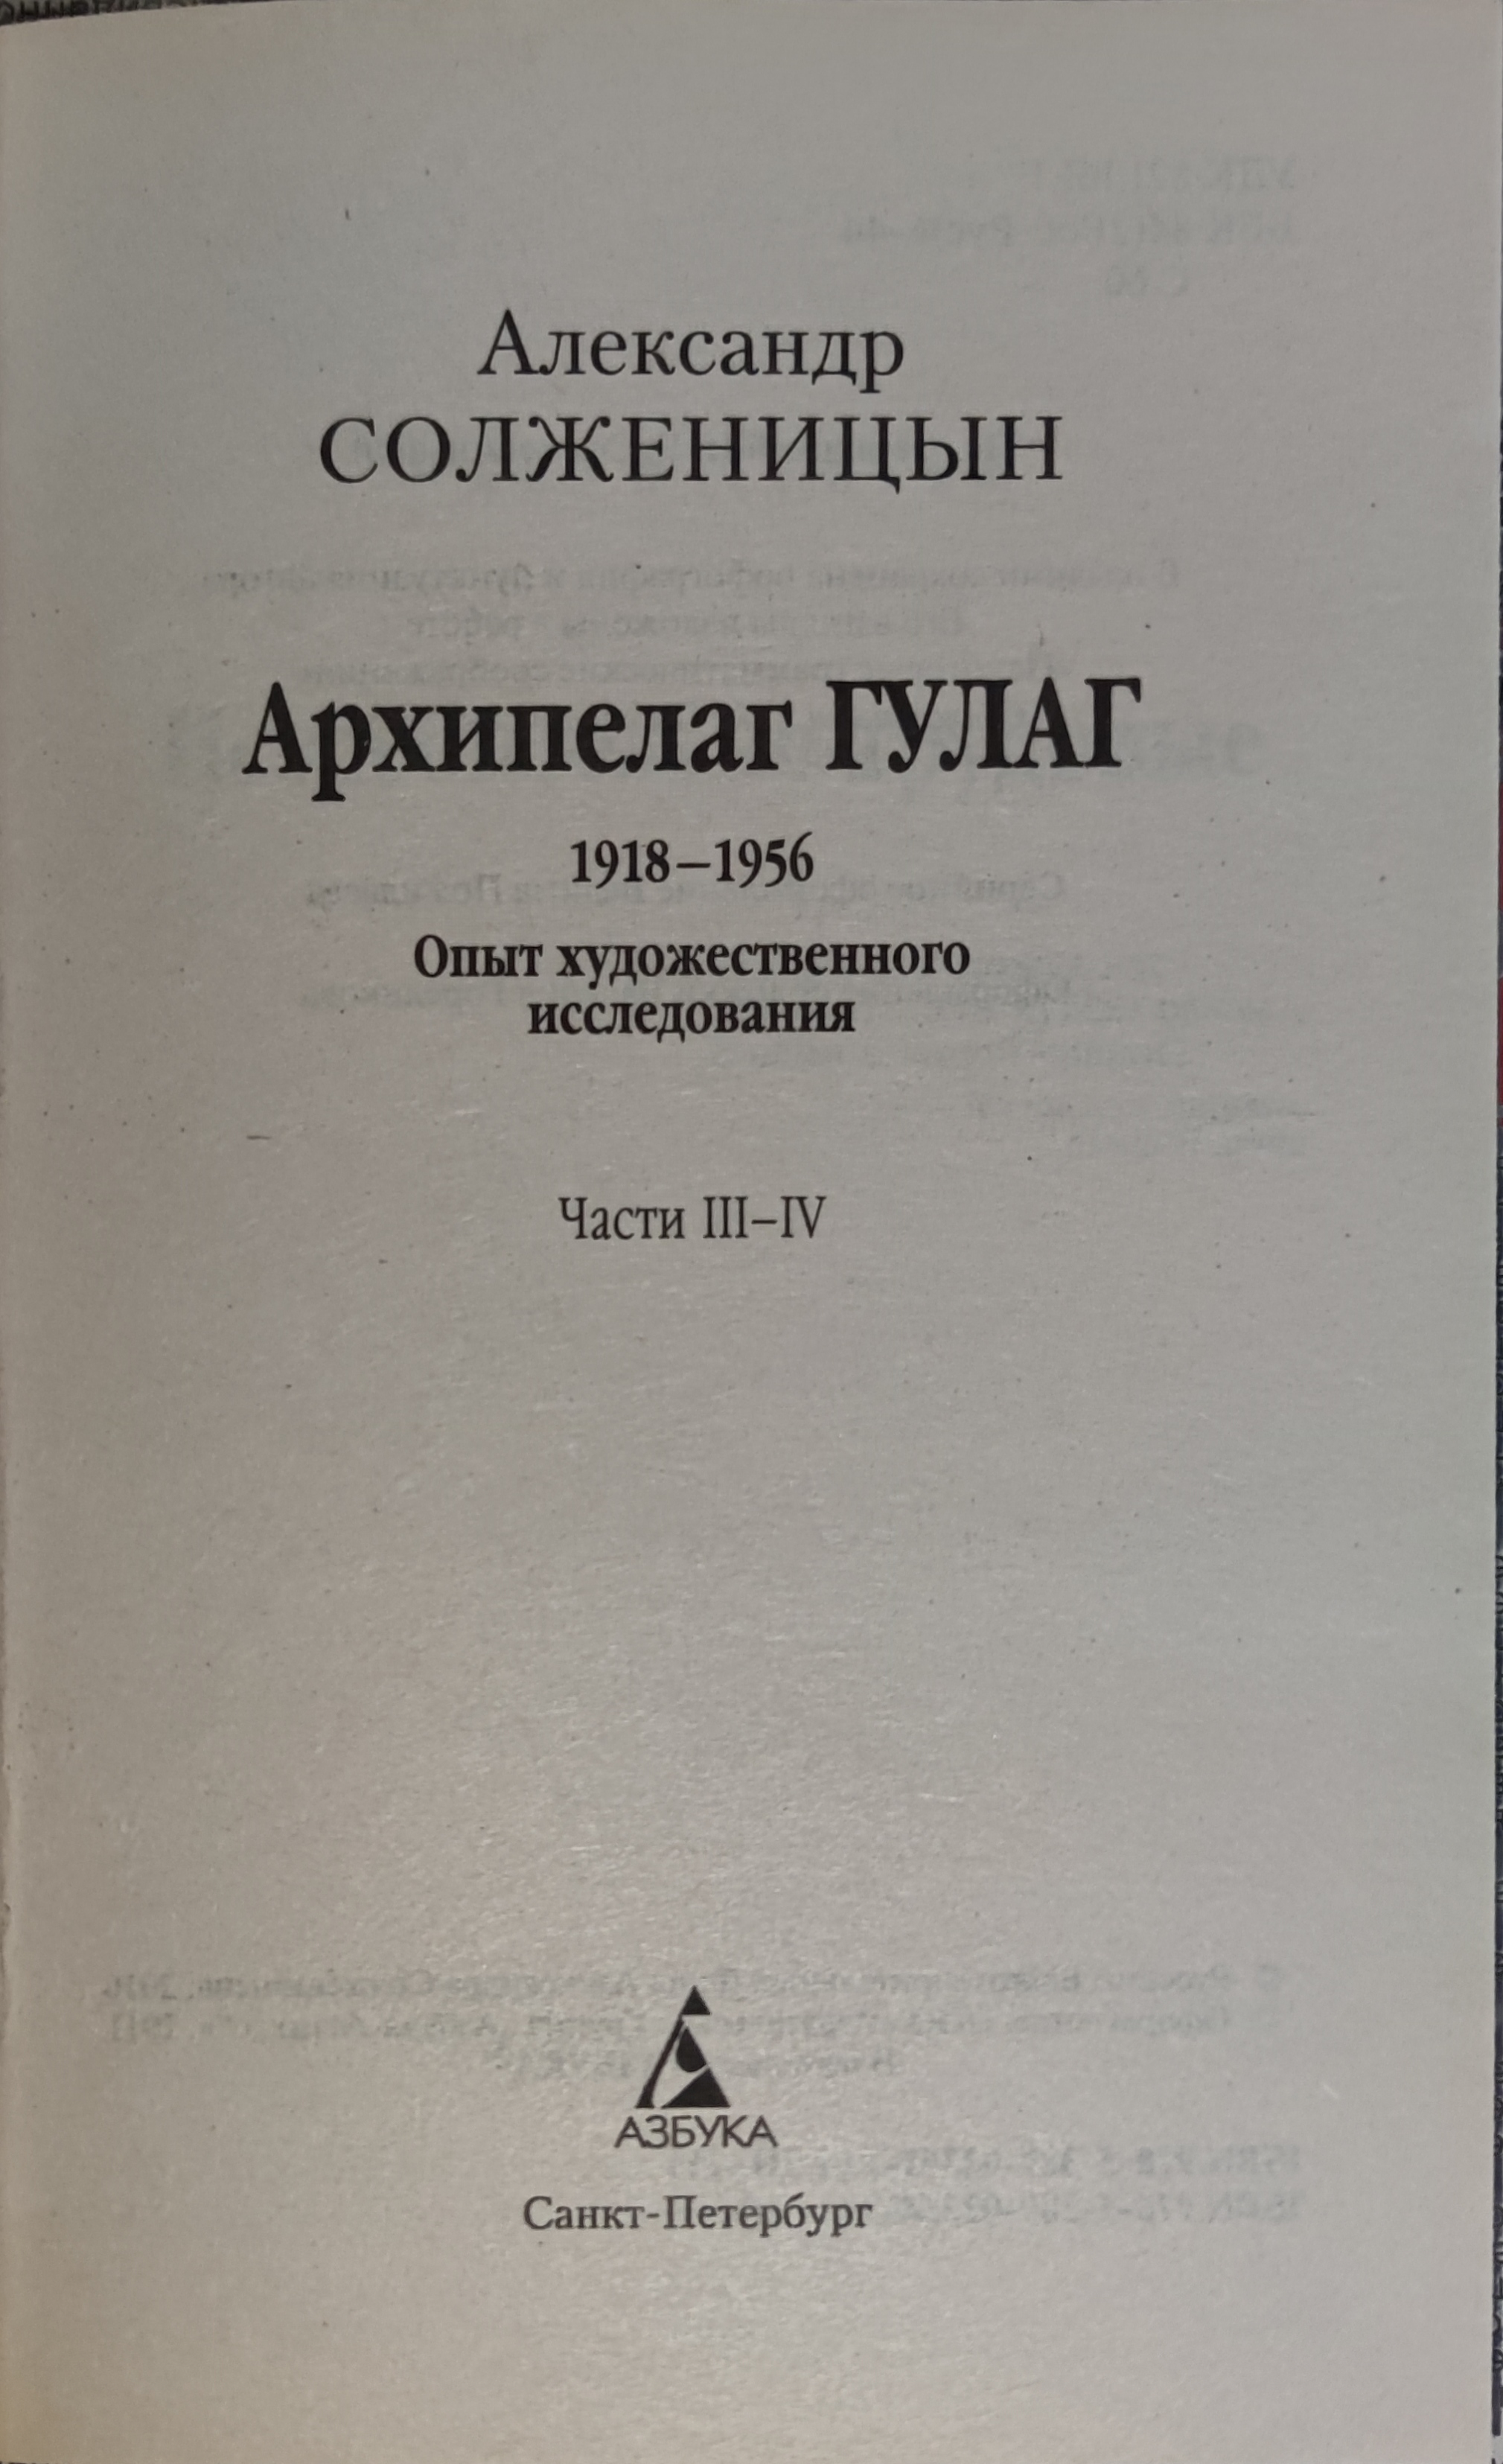 Александр
СОЛЖЕНИЦЫН
Архипелаг ГУЛАГ
1918–1956
Опыт художественного
исследования
Части III–IV
АЗБУКА
Санкт-Петербург